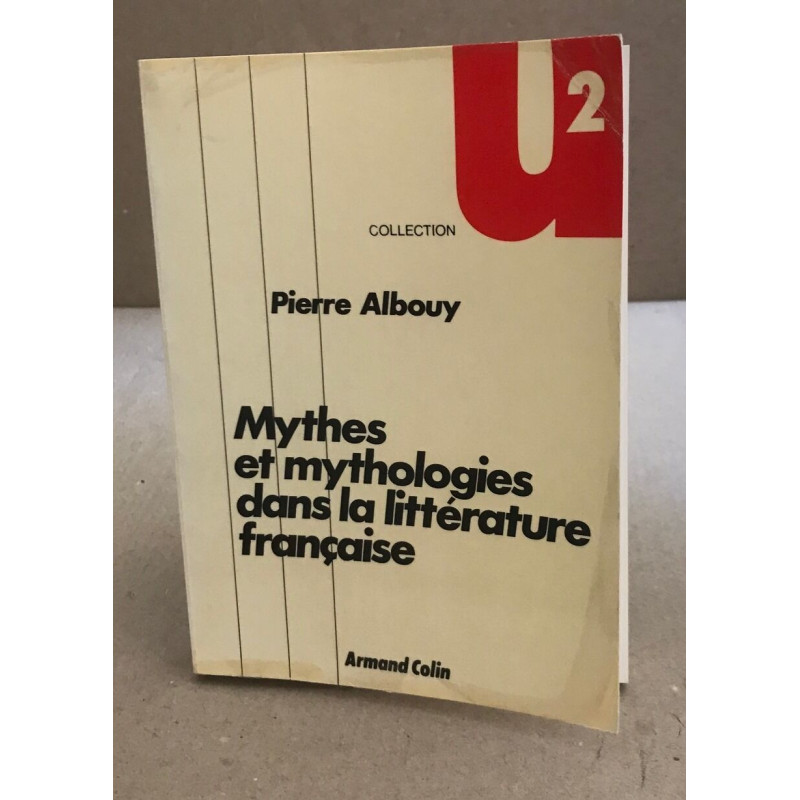 u2
COLLECTION
Pierre Albouy
Mythes
et mythologies
dans la littérature
française
Armand Colin